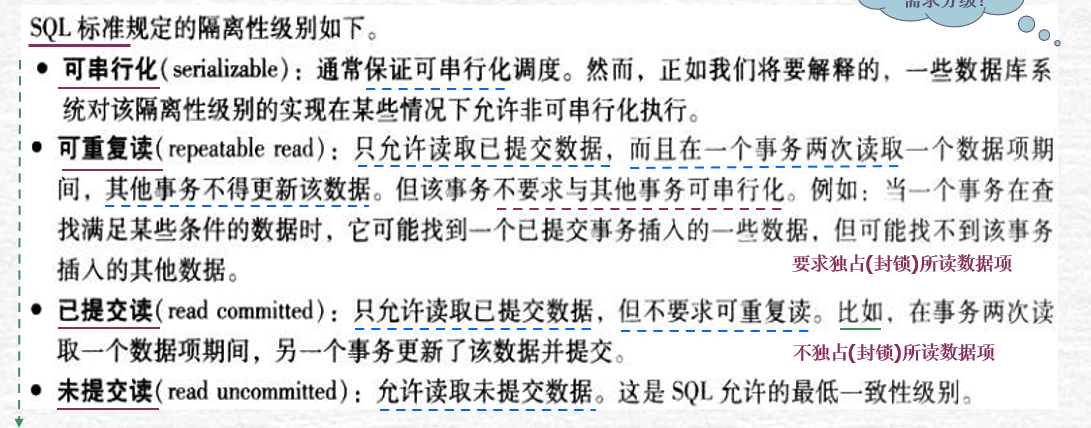 需求分级?
SQL 标准规定的隔离性级别如下。
• 可串行化(serializable)：通常保证可串行化调度。然而，正如我们将要解释的，一些数据库系
统对该隔离性级别的实现在某些情况下允许非可串行化执行。
• 可重复读(repeatable read)：只允许读取已提交数据，而且在一个事务两次读取一个数据项期
间，其他事务不得更新该数据。但该事务不要求与其他事务可串行化。例如：当一个事务在查
找满足某些条件的数据时，它可能找到一个已提交事务插入的一些数据，但可能找不到该事务
插入的其他数据。
要求独占(封锁)所读数据项
• 已提交读(read committed)：只允许读取已提交数据，但不要求可重复读。比如，在事务两次读
取一个数据项期间，另一个事务更新了该数据并提交。
不独占(封锁)所读数据项
• 未提交读(read uncommitted)：允许读取未提交数据。这是 SQL 允许的最低一致性级别。